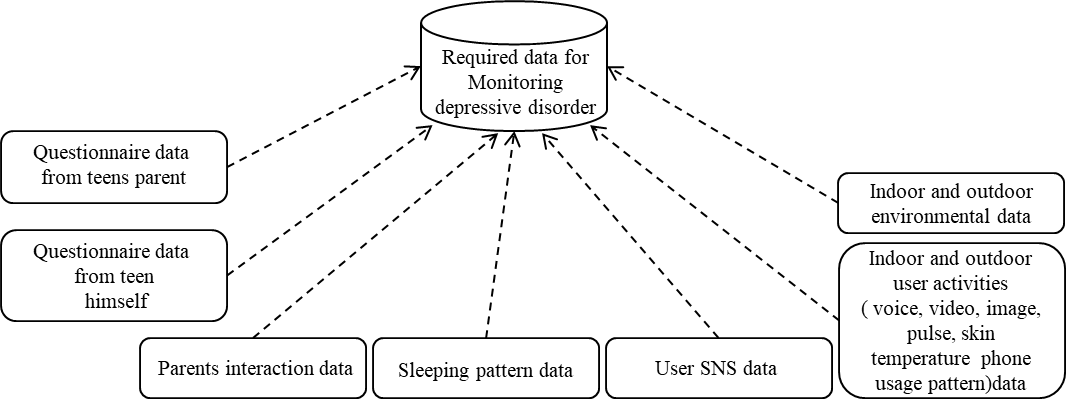 Required data for
Monitoring
depressive disorder
Questionnaire data
from teens parent
Questionnaire data
from teen
himself
Parents interaction data
Sleeping pattern data
User SNS data
Indoor and outdoor
environmental data
Indoor and outdoor
user activities
( voice, video, image,
pulse, skin
temperature phone
usage pattern)data